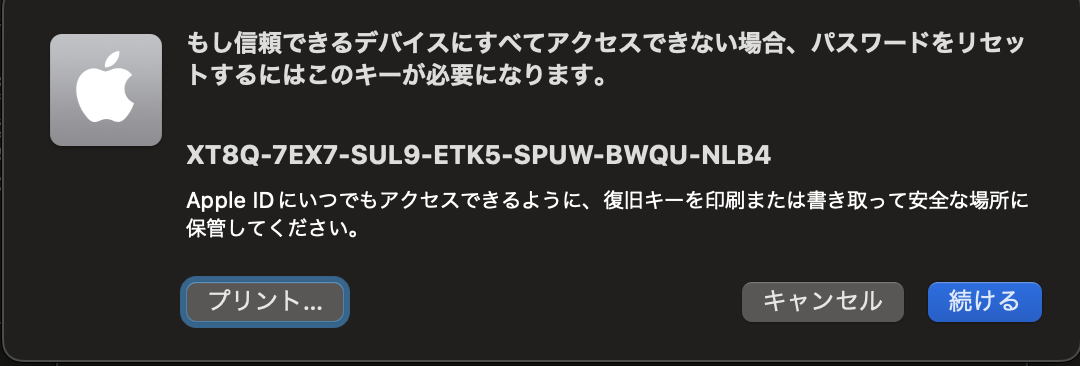 もし信頼できるデバイスにすべてアクセスできない場合、パスワードをリセッ
トするにはこのキーが必要になります。
XT8Q-7EX7-SUL9-ETK5-SPUW-BWQU-NLB4
Apple IDにいつでもアクセスできるように、復旧キーを印刷または書き取って安全な場所に
保管してください。
プリント...
キャンセル
続ける